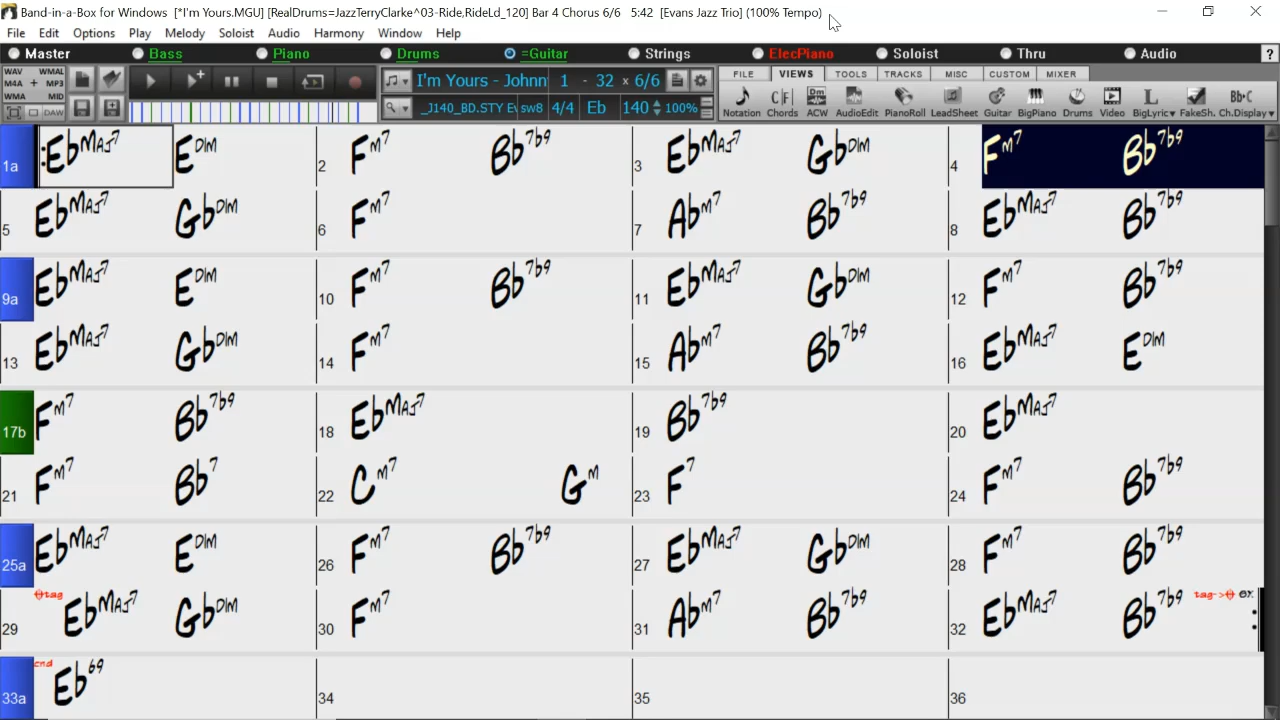 Band-in-a-Box for Windows [*I'm Yours.MGU] [RealDrums=JazzTerryClarke^03-Ride.RideLd_120] Bar 4 Chorus 6/6 5:42 [Evans Jazz Trio] (100% Tempo)
File Edit Options Play Melody Soloist Audio Harmony Window Help
Master Bass Piano Drums =Guitar Strings ElecPiano Soloist Thru Audio ?
WAV WMAL
M4A + MP3
WMA MID
DAW
I'm Yours - Johnn 1 - 32 x 6/6
_J140_BD.STY Ev sw8 4/4 Eb 140 100%
FILE VIEWS TOOLS TRACKS MISC CUSTOM MIXER
C|F| Dm L Bb·C
Notation Chords ACW AudioEdit PianoRoll LeadSheet Guitar BigPiano Drums Video BigLyric FakeSh. Ch.Display
1a :EbMaj7 EDim 2 Fm7 Bb7b9 3 EbMaj7 GbDim 4 Fm7 Bb7b9
5 EbMaj7 GbDim 6 Fm7 7 Abm7 Bb7b9 8 EbMaj7 Bb7b9
9a EbMaj7 EDim 10 Fm7 Bb7b9 11 EbMaj7 GbDim 12 Fm7 Bb7b9
13 EbMaj7 GbDim 14 Fm7 15 Abm7 Bb7b9 16 EbMaj7 EDim
17b Fm7 Bb7b9 18 EbMaj7 19 Bb7b9 20 EbMaj7
21 Fm7 Bb7 22 Cm7 Gm 23 F7 24 Fm7 Bb7b9
25a EbMaj7 EDim 26 Fm7 Bb7b9 27 EbMaj7 GbDim 28 Fm7 Bb7b9
tag tag->
29 EbMaj7 GbDim 30 Fm7 31 Abm7 Bb7b9 32 EbMaj7 Bb7b9 :
end
33a Eb69 34 35 36